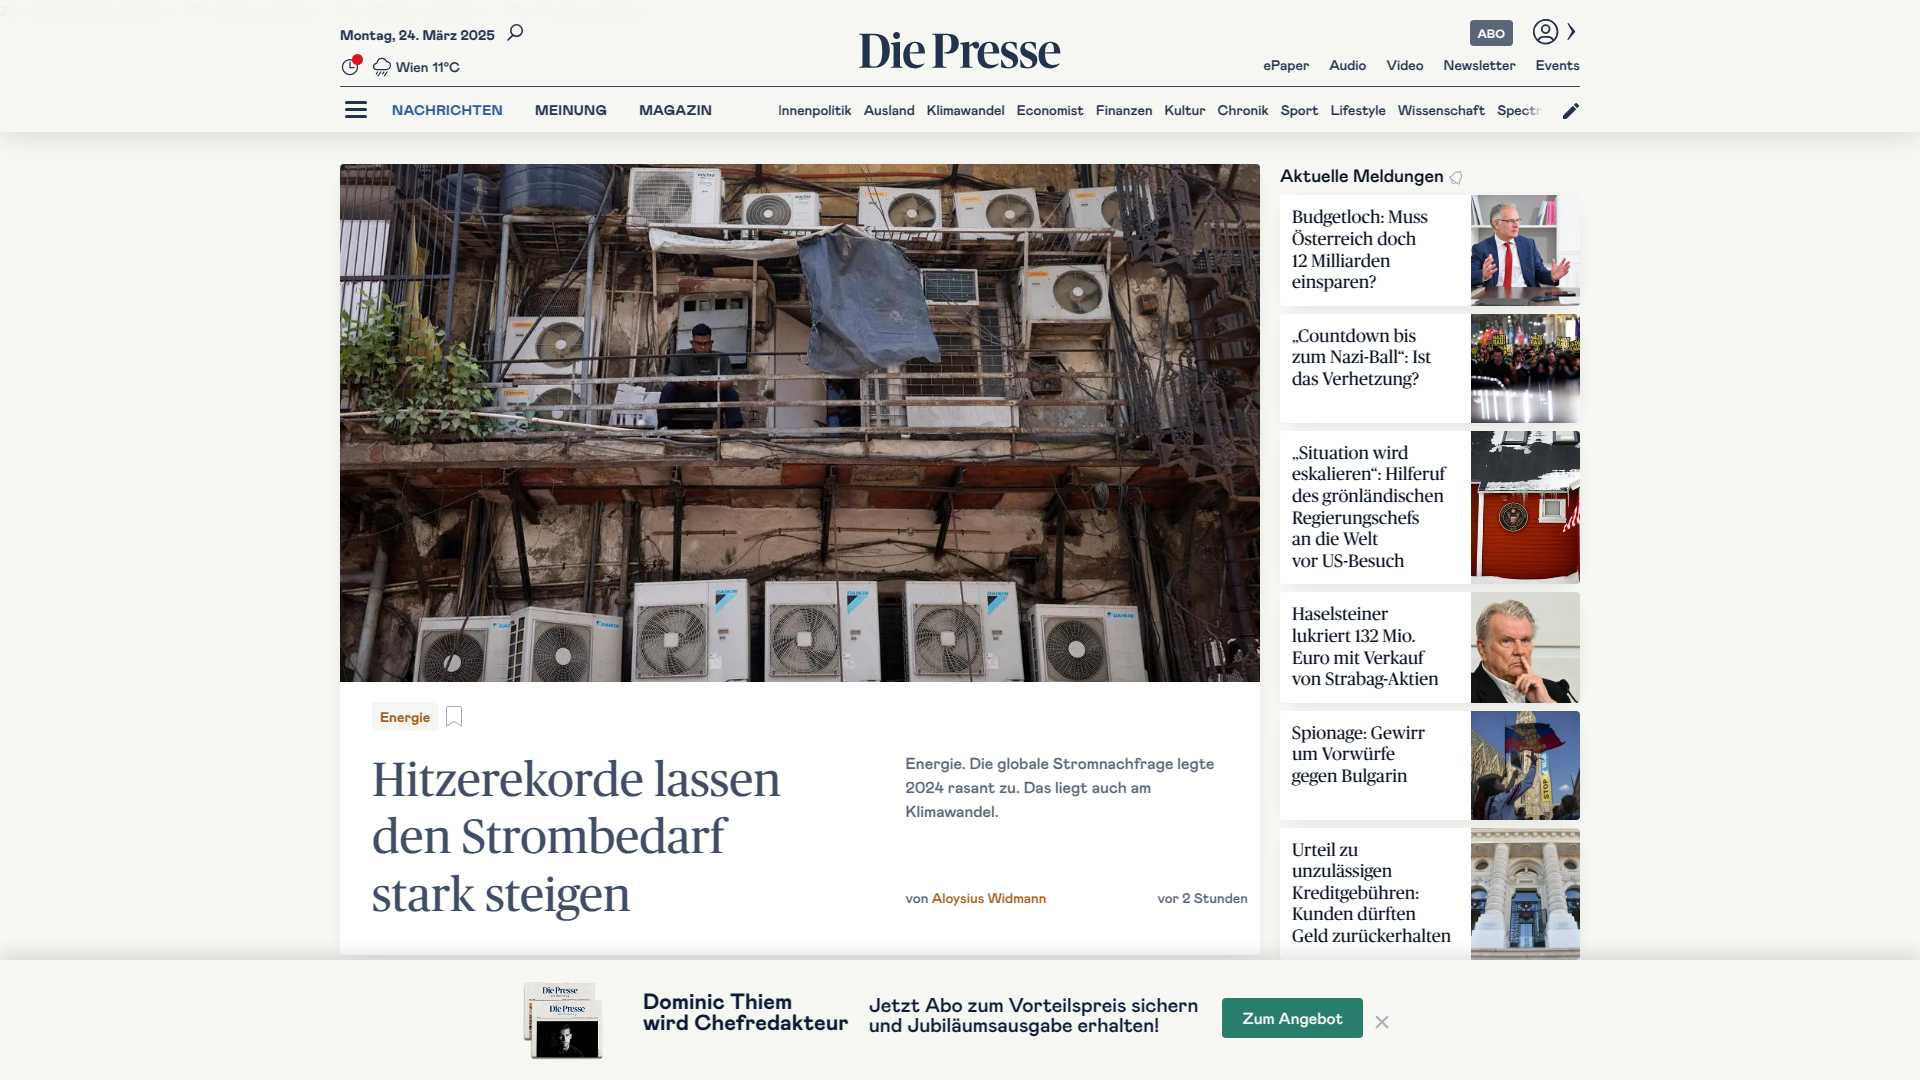 Montag, 24. März 2025
Wien 11°C
Die Presse
ABO
ePaper Audio Video Newsletter Events
NACHRICHTEN MEINUNG MAGAZIN
Innenpolitik Ausland Klimawandel Economist Finanzen Kultur Chronik Sport Lifestyle Wissenschaft Spectr
Energie
Hitzerekorde lassen
den Strombedarf
stark steigen
Energie. Die globale Stromnachfrage legte
2024 rasant zu. Das liegt auch am
Klimawandel.
von Aloysius Widmann
vor 2 Stunden
Aktuelle Meldungen
Budgetloch: Muss
Österreich doch
12 Milliarden
einsparen?
„Countdown bis
zum Nazi-Ball“: Ist
das Verhetzung?
„Situation wird
eskalieren“: Hilferuf
des grönländischen
Regierungschefs
an die Welt
vor US-Besuch
Haselsteiner
lukriert 132 Mio.
Euro mit Verkauf
von Strabag-Aktien
Spionage: Gewirr
um Vorwürfe
gegen Bulgarin
STOP
Urteil zu
unzulässigen
Kreditgebühren:
Kunden dürften
Geld zurückerhalten
Die Presse
Die Presse
Dominic Thiem
wird Chefredakteur
Jetzt Abo zum Vorteilspreis sichern
und Jubiläumsausgabe erhalten!
Zum Angebot